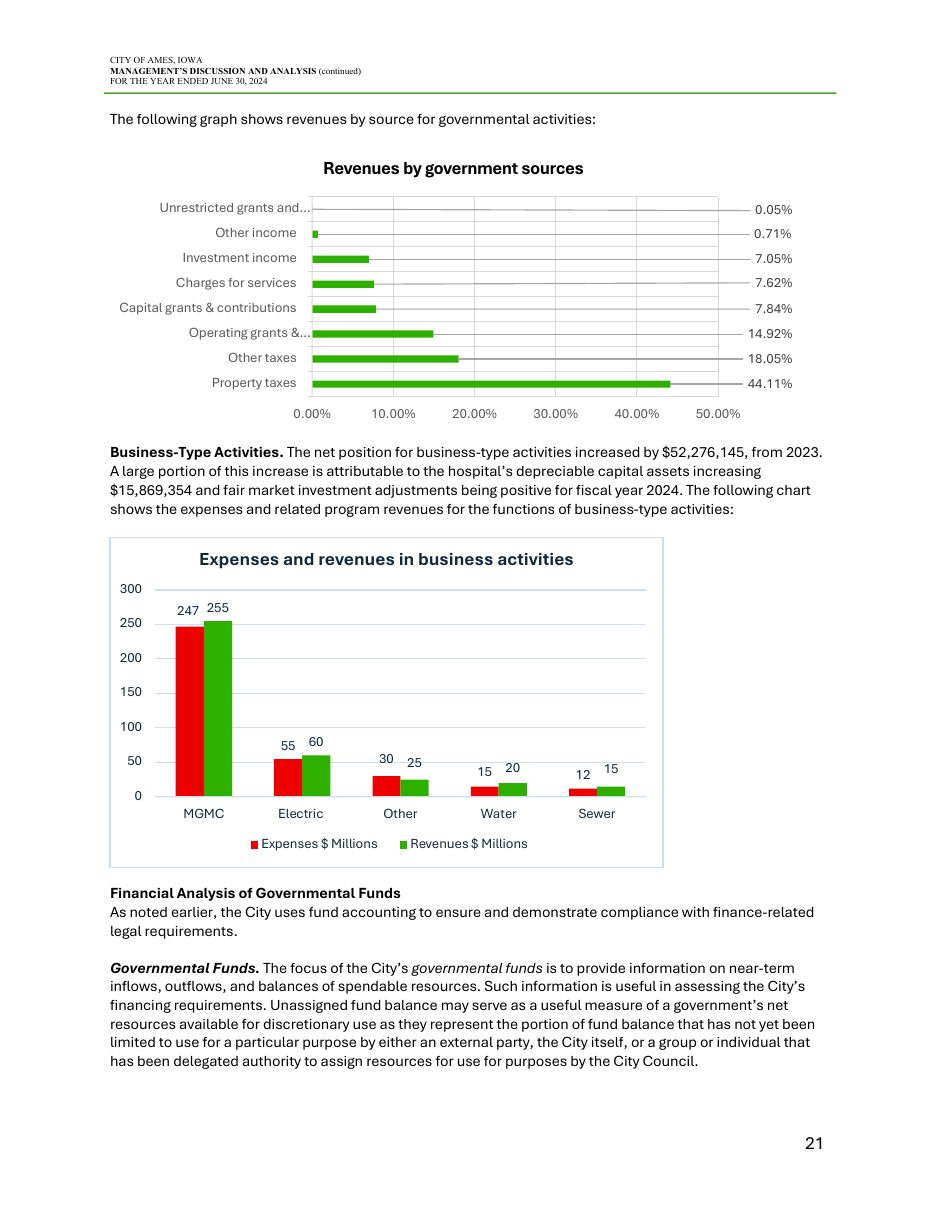 CITY OF AMES, IOWA
MANAGEMENT'S DISCUSSION AND ANALYSIS (continued)
FOR THE YEAR ENDED JUNE 30, 2024
The following graph shows revenues by source for governmental activities:
Revenues by government sources
Unrestricted grants and... 0.05%
Other income 0.71%
Investment income 7.05%
Charges for services 7.62%
Capital grants & contributions 7.84%
Operating grants &... 14.92%
Other taxes 18.05%
Property taxes 44.11%
0.00% 10.00% 20.00% 30.00% 40.00% 50.00%
Business-Type Activities. The net position for business-type activities increased by $52,276,145, from 2023.
A large portion of this increase is attributable to the hospital's depreciable capital assets increasing
$15,869,354 and fair market investment adjustments being positive for fiscal year 2024. The following chart
shows the expenses and related program revenues for the functions of business-type activities:
Expenses and revenues in business activities
300
250
200
150
100
50
0
247 255
55 60
30 25
15 20
12 15
MGMC Electric Other Water Sewer
Expenses $ Millions Revenues $ Millions
Financial Analysis of Governmental Funds
As noted earlier, the City uses fund accounting to ensure and demonstrate compliance with finance-related
legal requirements.
Governmental Funds. The focus of the City's governmental funds is to provide information on near-term
inflows, outflows, and balances of spendable resources. Such information is useful in assessing the City's
financing requirements. Unassigned fund balance may serve as a useful measure of a government's net
resources available for discretionary use as they represent the portion of fund balance that has not yet been
limited to use for a particular purpose by either an external party, the City itself, or a group or individual that
has been delegated authority to assign resources for use for purposes by the City Council.
21